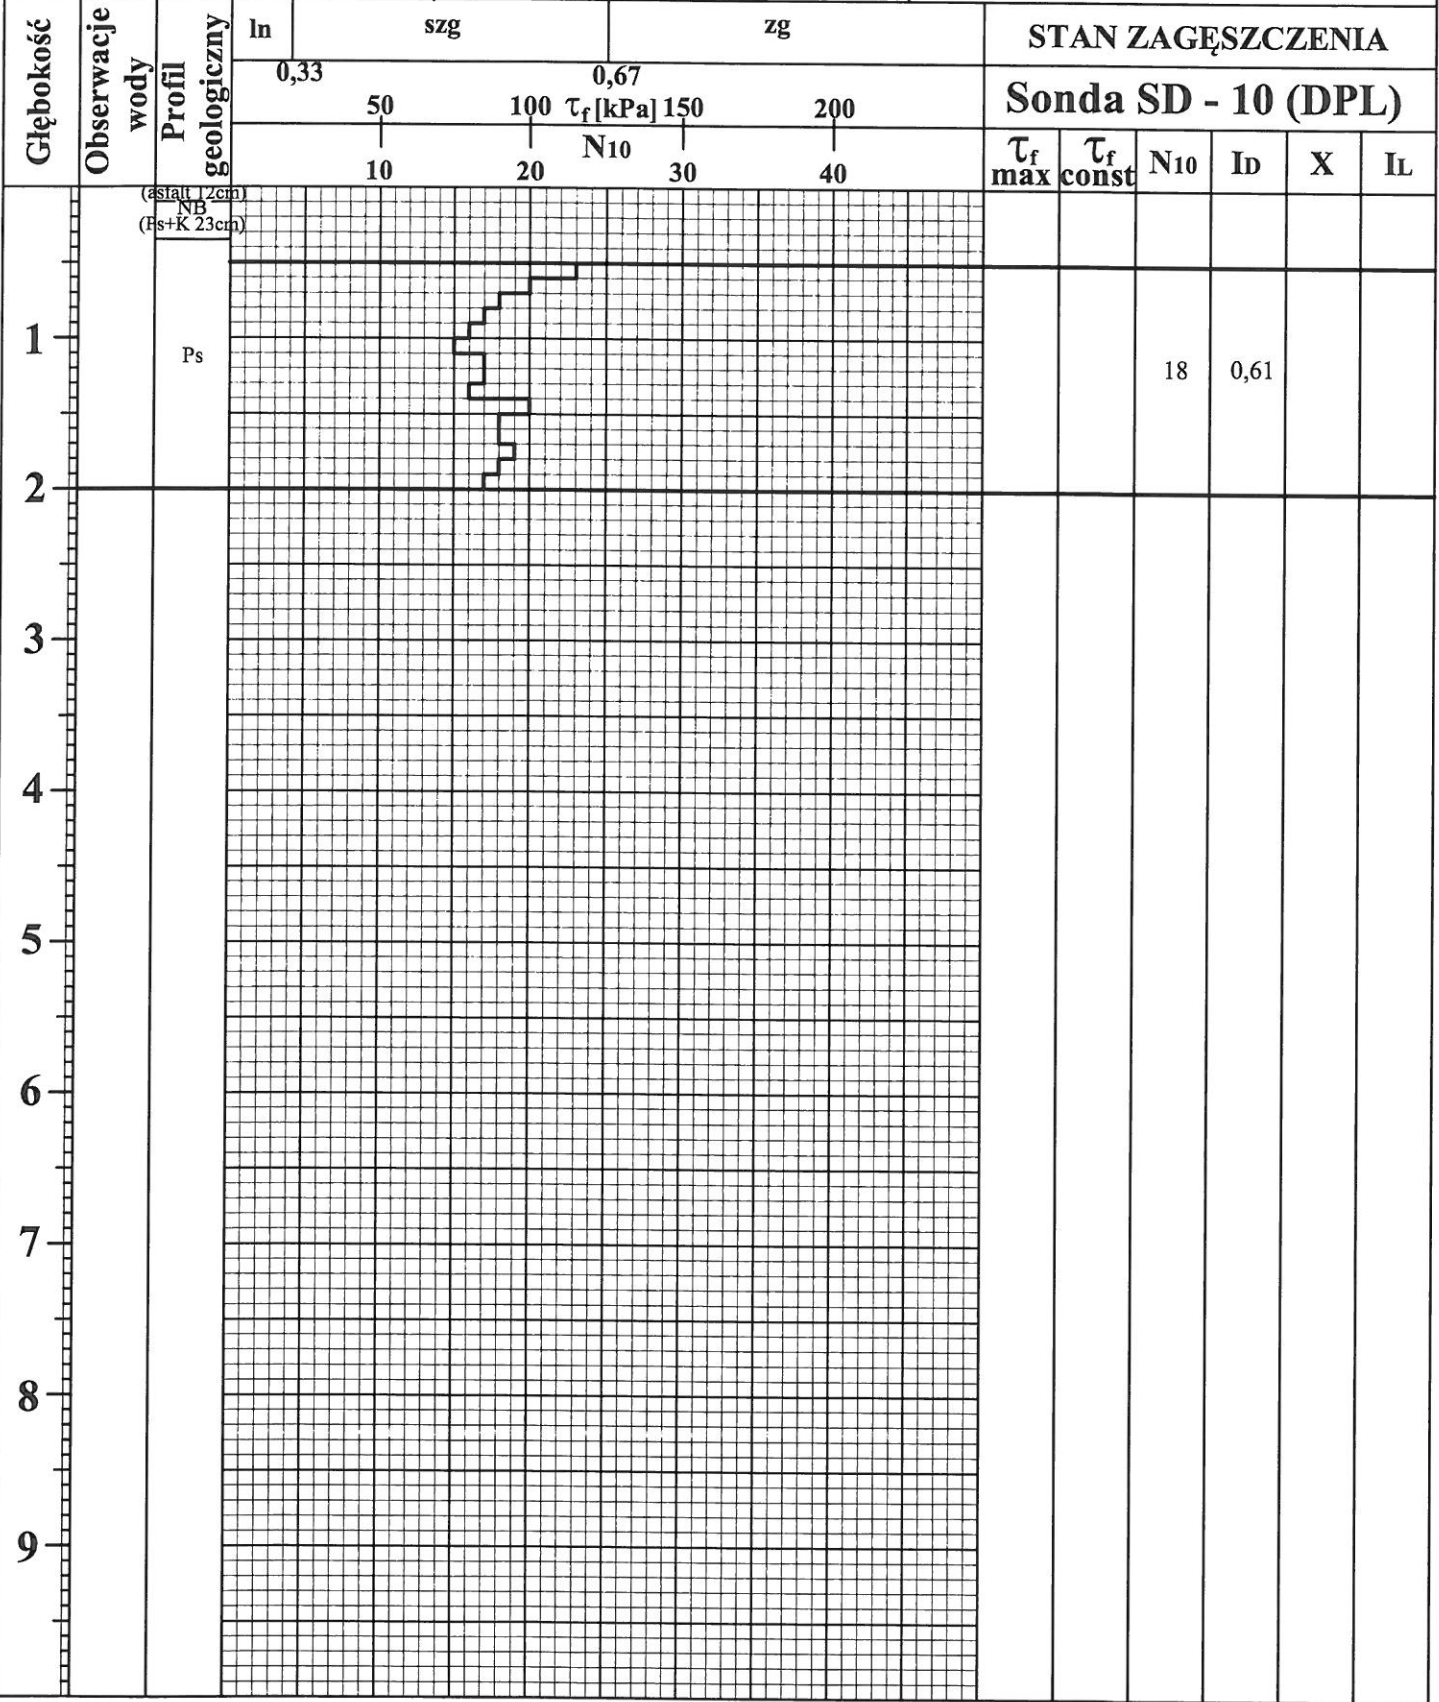 Głębokość
Obserwacje
wody
Profil
geologiczny
ln szg zg
0,33 0,67
50 100 τf [kPa] 150 200
N10
10 20 30 40
STAN ZAGĘSZCZENIA
Sonda SD - 10 (DPL)
τf max τf const N10 ID X IL
(asfalt 12cm)
NB
(Ps+K 23cm)
1
Ps
18 0,61
2
3
4
5
6
7
8
9